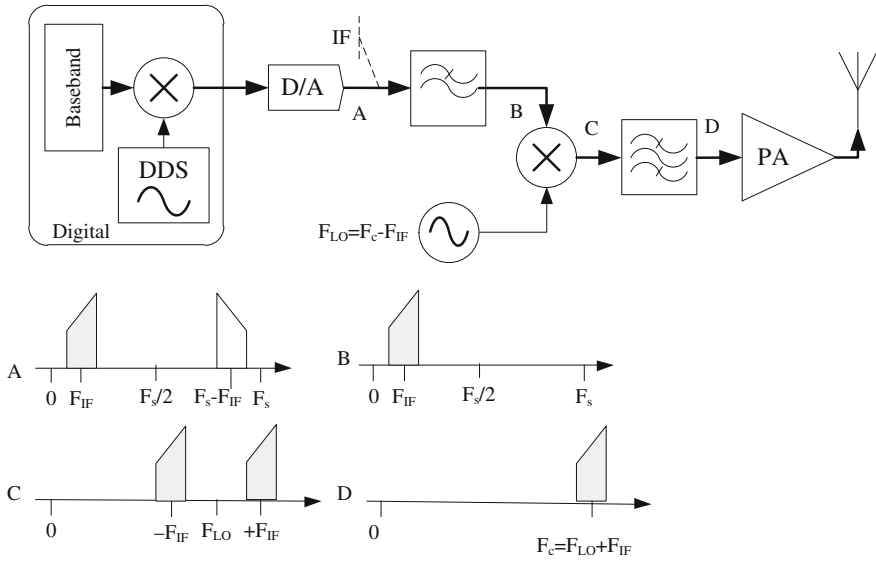 Baseband
DDS
Digital
D/A
IF
A
B
C
D
PA
F_LO=F_c-F_IF
A
0 F_IF F_s/2 F_s-F_IF F_s
B
0 F_IF F_s/2 F_s
C
0 −F_IF F_LO +F_IF
D
0 F_c=F_LO+F_IF